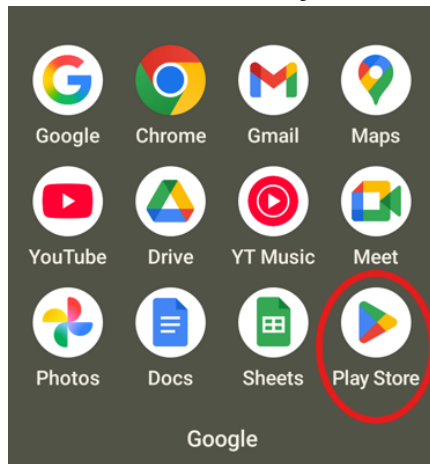 Google Chrome Gmail Maps
YouTube Drive YT Music Meet
Photos Docs Sheets Play Store
Google